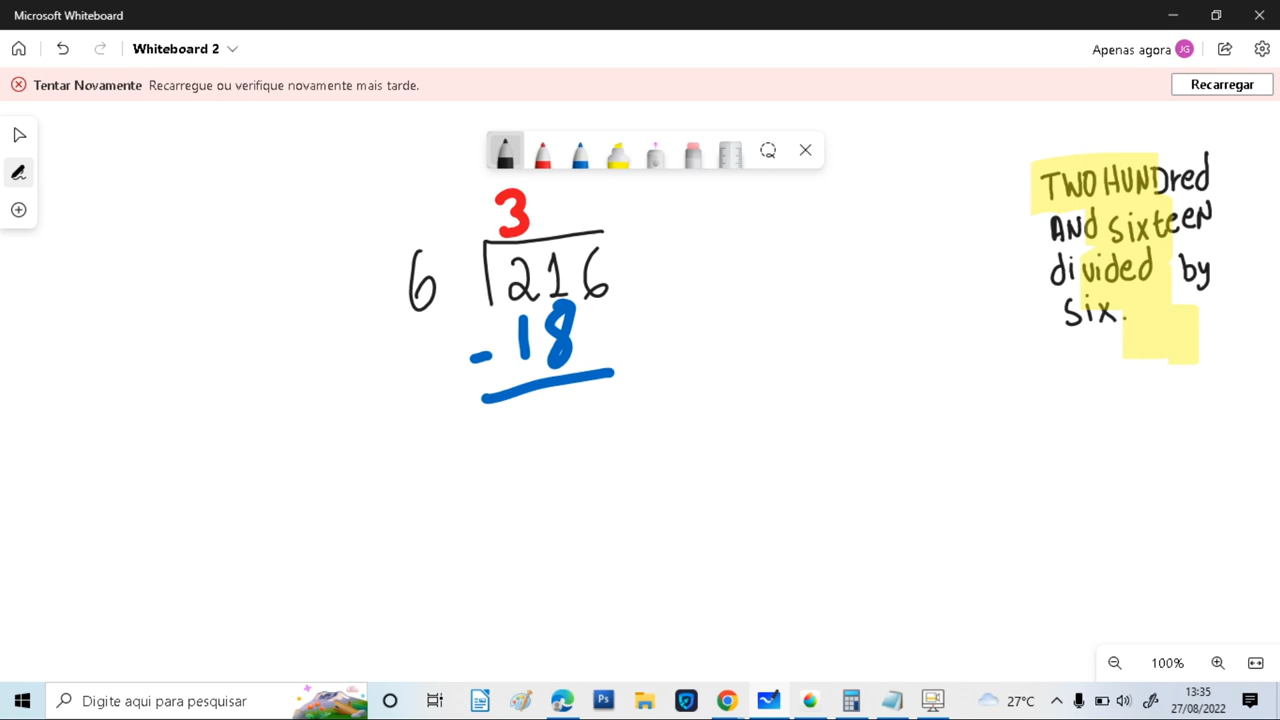 Microsoft Whiteboard
Whiteboard 2
Apenas agora JG
Tentar Novamente Recarregue ou verifique novamente mais tarde.
Recarregar
3
6 216
- 18
TWO HUNDred
ANd sixteeN
divided by
six.
100%
Digite aqui para pesquisar
Ps
27°C
13:35
27/08/2022